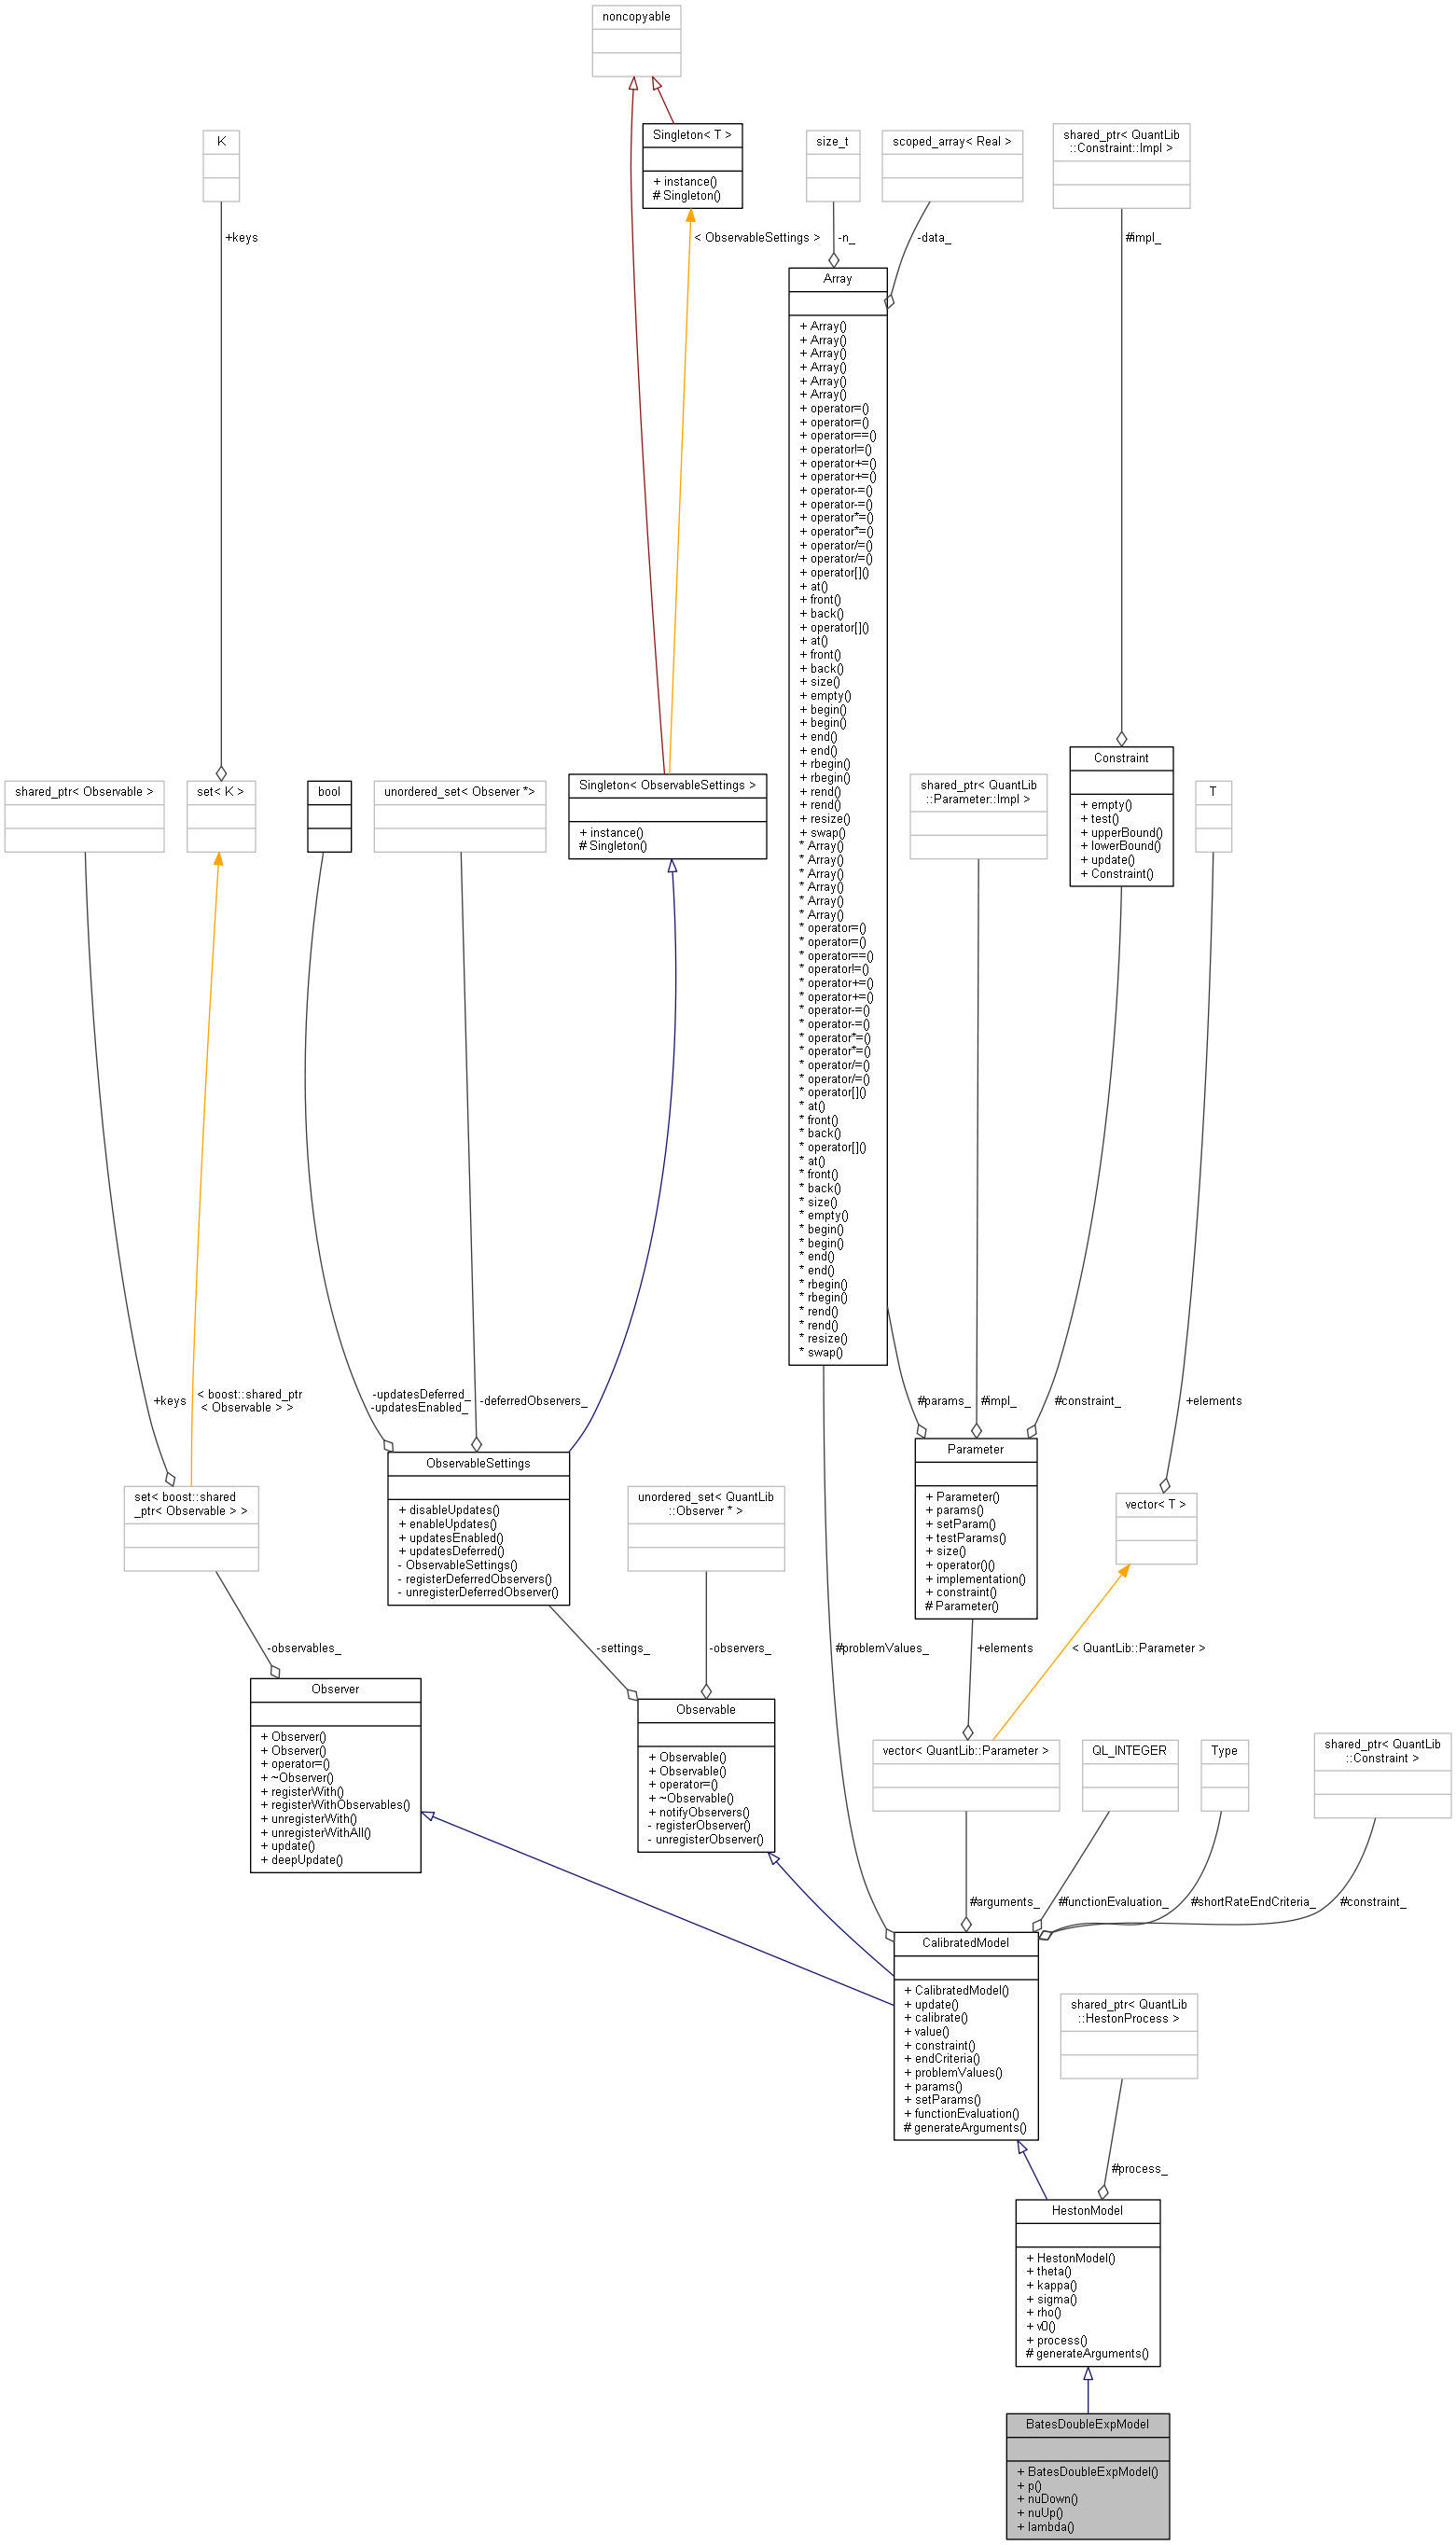 noncopyable
Singleton< T >
+ instance()
# Singleton()
K
size_t
scoped_array< Real >
shared_ptr< QuantLib
::Constraint::Impl >
+keys
< ObservableSettings >
-n_
-data_
#impl_
Array
+ Array()
+ Array()
+ Array()
+ Array()
+ Array()
+ Array()
+ operator=()
+ operator=()
+ operator==()
+ operator!=()
+ operator+=()
+ operator+=()
+ operator-=()
+ operator-=()
+ operator*=()
+ operator*=()
+ operator/=()
+ operator/=()
+ operator[]()
+ at()
+ front()
+ back()
+ operator[]()
+ at()
+ front()
+ back()
+ size()
+ empty()
+ begin()
+ begin()
+ end()
+ end()
+ rbegin()
+ rbegin()
+ rend()
+ rend()
+ resize()
+ swap()
* Array()
* Array()
* Array()
* Array()
* Array()
* Array()
* operator=()
* operator=()
* operator==()
* operator!=()
* operator+=()
* operator+=()
* operator-=()
* operator-=()
* operator*=()
* operator*=()
* operator/=()
* operator/=()
* operator[]()
* at()
* front()
* back()
* operator[]()
* at()
* front()
* back()
* size()
* empty()
* begin()
* begin()
* end()
* end()
* rbegin()
* rbegin()
* rend()
* rend()
* resize()
* swap()
shared_ptr< Observable >
set< K >
bool
unordered_set< Observer *>
Singleton< ObservableSettings >
+ instance()
# Singleton()
shared_ptr< QuantLib
::Parameter::Impl >
Constraint
+ empty()
+ test()
+ upperBound()
+ lowerBound()
+ update()
+ Constraint()
T
+keys
< boost::shared_ptr
< Observable > >
-updatesDeferred_
-updatesEnabled_
-deferredObservers_
#params_
#impl_
#constraint_
+elements
set< boost::shared
_ptr< Observable > >
ObservableSettings
+ disableUpdates()
+ enableUpdates()
+ updatesEnabled()
+ updatesDeferred()
- ObservableSettings()
- registerDeferredObservers()
- unregisterDeferredObserver()
unordered_set< QuantLib
::Observer * >
Parameter
+ Parameter()
+ params()
+ setParam()
+ testParams()
+ size()
+ operator()()
+ implementation()
+ constraint()
# Parameter()
vector< T >
-observables_
-settings_
-observers_
#problemValues_
+elements
< QuantLib::Parameter >
Observer
+ Observer()
+ Observer()
+ operator=()
+ ~Observer()
+ registerWith()
+ registerWithObservables()
+ unregisterWith()
+ unregisterWithAll()
+ update()
+ deepUpdate()
Observable
+ Observable()
+ Observable()
+ operator=()
+ ~Observable()
+ notifyObservers()
- registerObserver()
- unregisterObserver()
vector< QuantLib::Parameter >
QL_INTEGER
Type
shared_ptr< QuantLib
::Constraint >
#arguments_
#functionEvaluation_
#shortRateEndCriteria_
#constraint_
CalibratedModel
+ CalibratedModel()
+ update()
+ calibrate()
+ value()
+ constraint()
+ endCriteria()
+ problemValues()
+ params()
+ setParams()
+ functionEvaluation()
# generateArguments()
shared_ptr< QuantLib
::HestonProcess >
#process_
HestonModel
+ HestonModel()
+ theta()
+ kappa()
+ sigma()
+ rho()
+ v0()
+ process()
# generateArguments()
BatesDoubleExpModel
+ BatesDoubleExpModel()
+ p()
+ nuDown()
+ nuUp()
+ lambda()